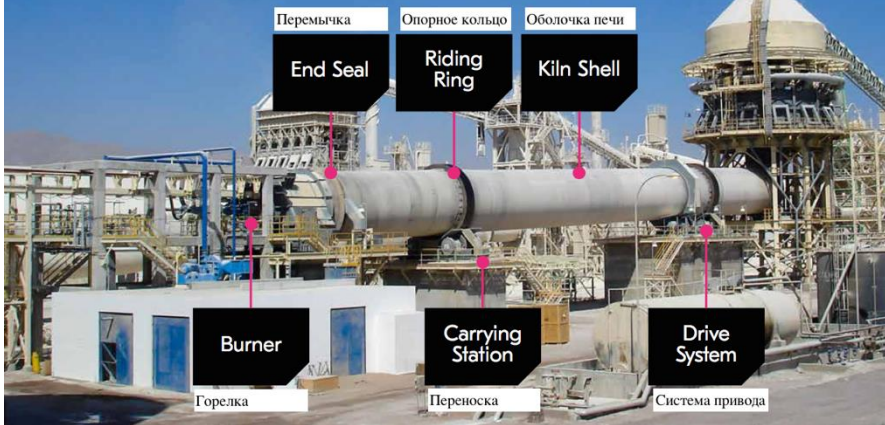 Перемычка
Опорное кольцо
Оболочка печи
End Seal
Riding
Ring
Kiln Shell
Burner
Carrying
Station
Drive
System
Горелка
Переноска
Система привода